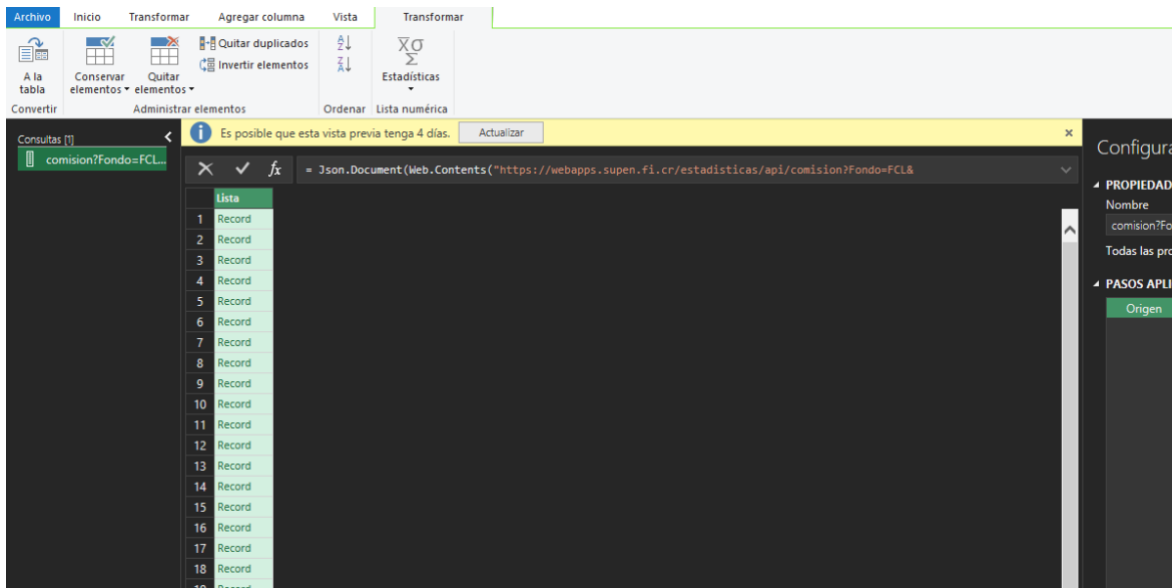 Archivo Inicio Transformar Agregar columna Vista Transformar
A la tabla
Conservar elementos
Quitar elementos
Quitar duplicados
Invertir elementos
A Z
Z A
X σ Σ
Estadísticas
Convertir Administrar elementos Ordenar Lista numérica
Consultas [1]
Es posible que esta vista previa tenga 4 días. Actualizar
comision?Fondo=FCL...
fx = Json.Document(Web.Contents("https://webapps.supen.fi.cr/estadisticas/api/comision?Fondo=FCL&
Lista
1 Record
2 Record
3 Record
4 Record
5 Record
6 Record
7 Record
8 Record
9 Record
10 Record
11 Record
12 Record
13 Record
14 Record
15 Record
16 Record
17 Record
18 Record
Configura
PROPIEDAD
Nombre
comision?Fo
Todas las pro
PASOS APLI
Origen